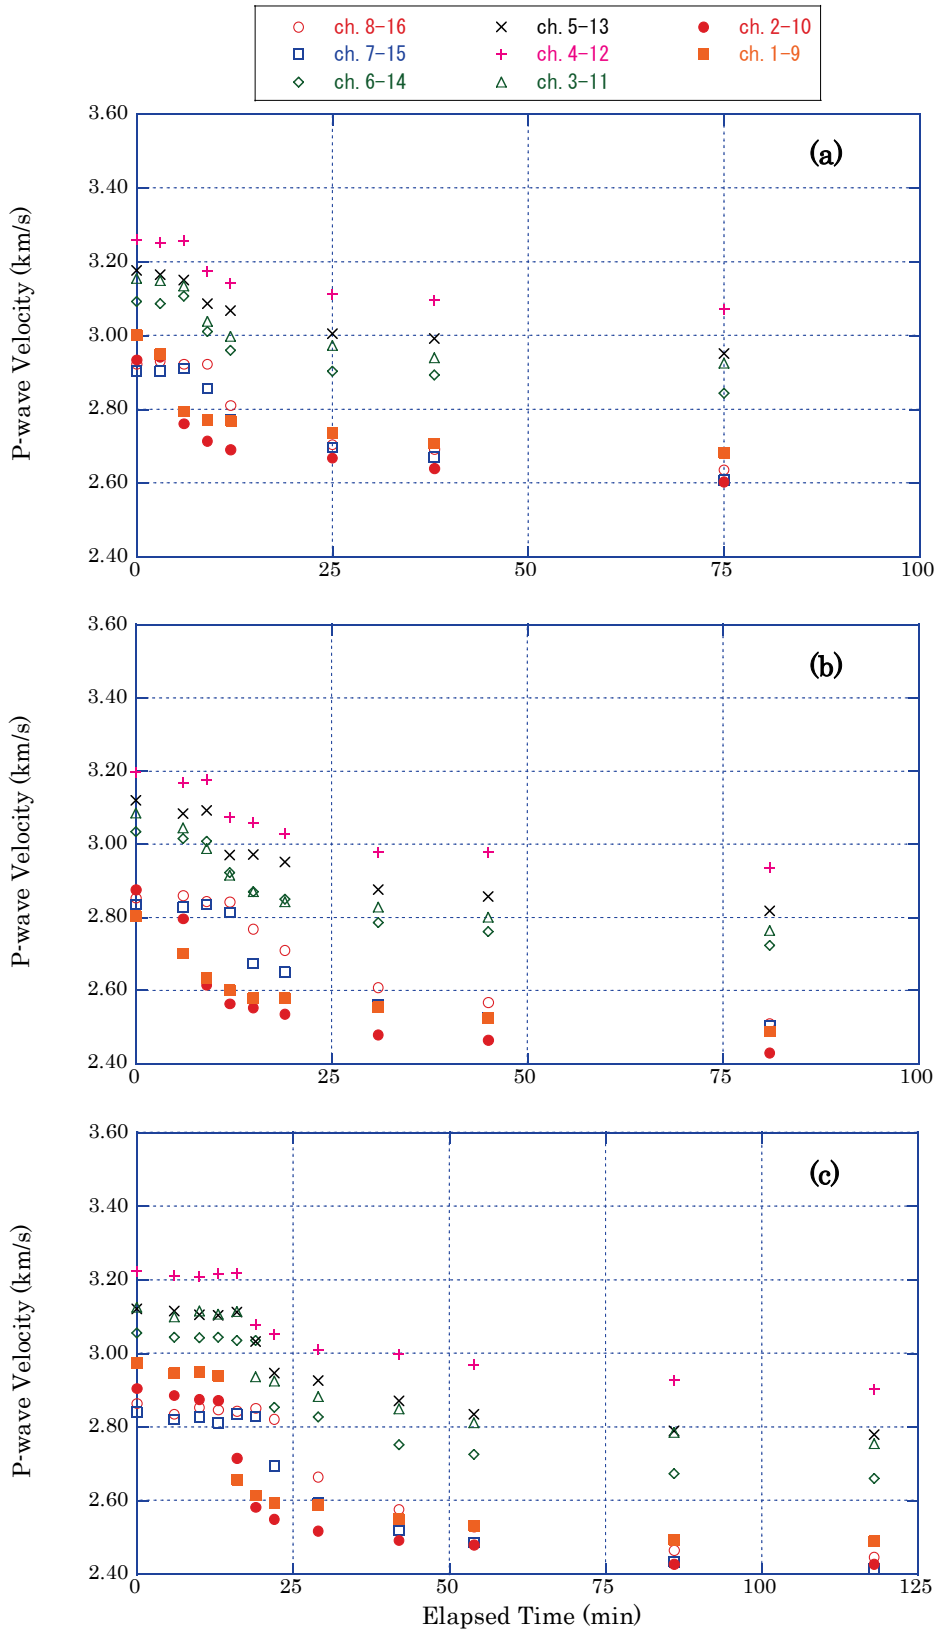 ch. 8-16 ch. 5-13 ch. 2-10
ch. 7-15 ch. 4-12 ch. 1-9
ch. 6-14 ch. 3-11
(a)
P-wave Velocity (km/s)
3.60
3.40
3.20
3.00
2.80
2.60
2.40
0 25 50 75 100
(b)
P-wave Velocity (km/s)
3.60
3.40
3.20
3.00
2.80
2.60
2.40
0 25 50 75 100
(c)
P-wave Velocity (km/s)
3.60
3.40
3.20
3.00
2.80
2.60
2.40
0 25 50 75 100 125
Elapsed Time (min)